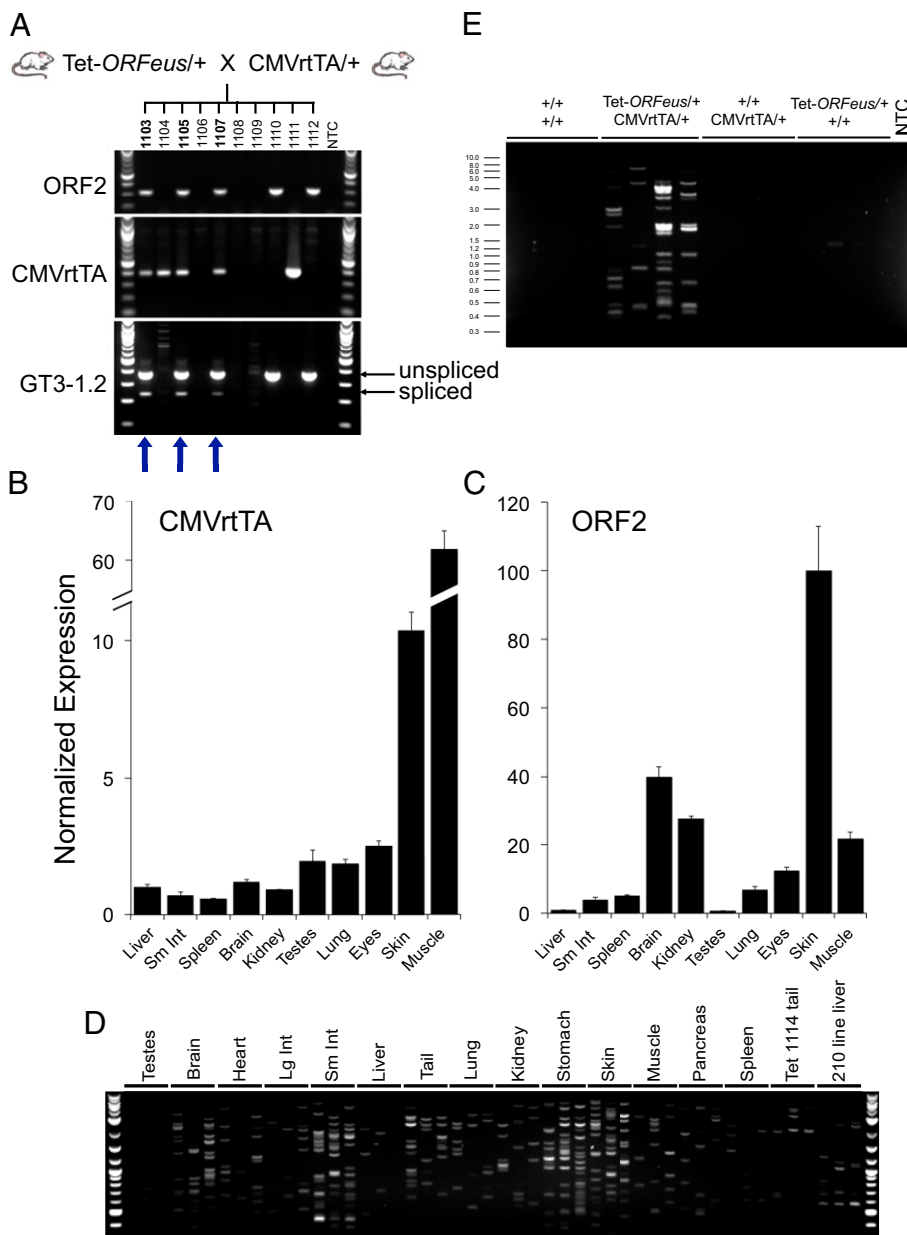 A
Tet-ORFeus/+ X CMVrtTA/+
1103 1104 1105 1106 1107 1108 1109 1110 1111 1112 NTC
ORF2
CMVrtTA
GT3-1.2
unspliced
spliced
E
+/+ Tet-ORFeus/+ +/+ Tet-ORFeus/+ NTC
+/+ CMVrtTA/+ CMVrtTA/+ +/+
10.0
8.0
6.0
5.0
4.0
3.0
2.0
1.5
1.2
1.0
0.9
0.8
0.7
0.6
0.5
0.4
0.3
B
CMVrtTA
Normalized Expression
70
60
10
5
0
Liver Sm Int Spleen Brain Kidney Testes Lung Eyes Skin Muscle
C
ORF2
120
100
80
60
40
20
0
Liver Sm Int Spleen Brain Kidney Testes Lung Eyes Skin Muscle
D
Testes Brain Heart Lg Int Sm Int Liver Tail Lung Kidney Stomach Skin Muscle Pancreas Spleen Tet 1114 tail 210 line liver